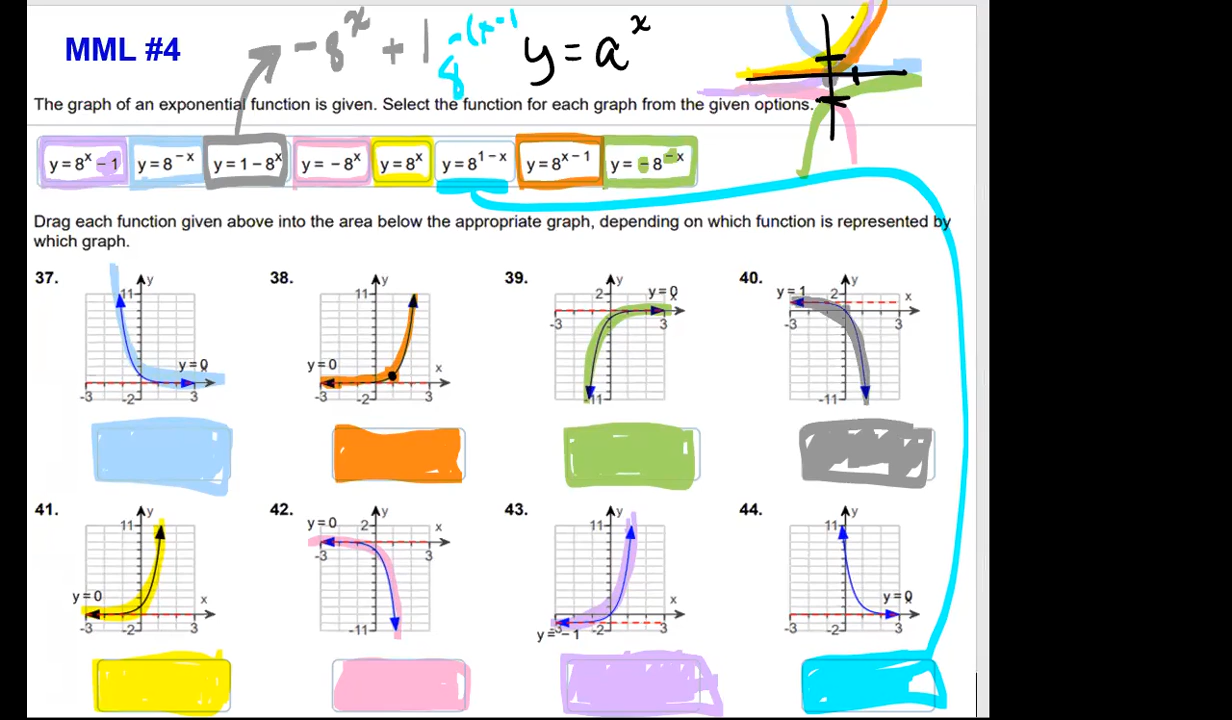 MML #4
-8^x + 1
8^-(x-1
y = a^x
The graph of an exponential function is given. Select the function for each graph from the given options.
y = 8^x - 1 y = 8^-x y = 1 - 8^x y = -8^x y = 8^x y = 8^1-x y = 8^x-1 y = -8^-x
Drag each function given above into the area below the appropriate graph, depending on which function is represented by
which graph.
37. 38. 39. 40.
11 y y=0 x -3 3 -2
11 y y=0 x -3 3 -2
2 y y=0 x -3 3 -11
y=1 2 y x -3 3 -11
41. 42. 43. 44.
11 y y=0 x -3 3 -2
y=0 2 y x -3 3 -11
11 y x -3 3 -2 y=-1
11 y y=0 x -3 3 -2